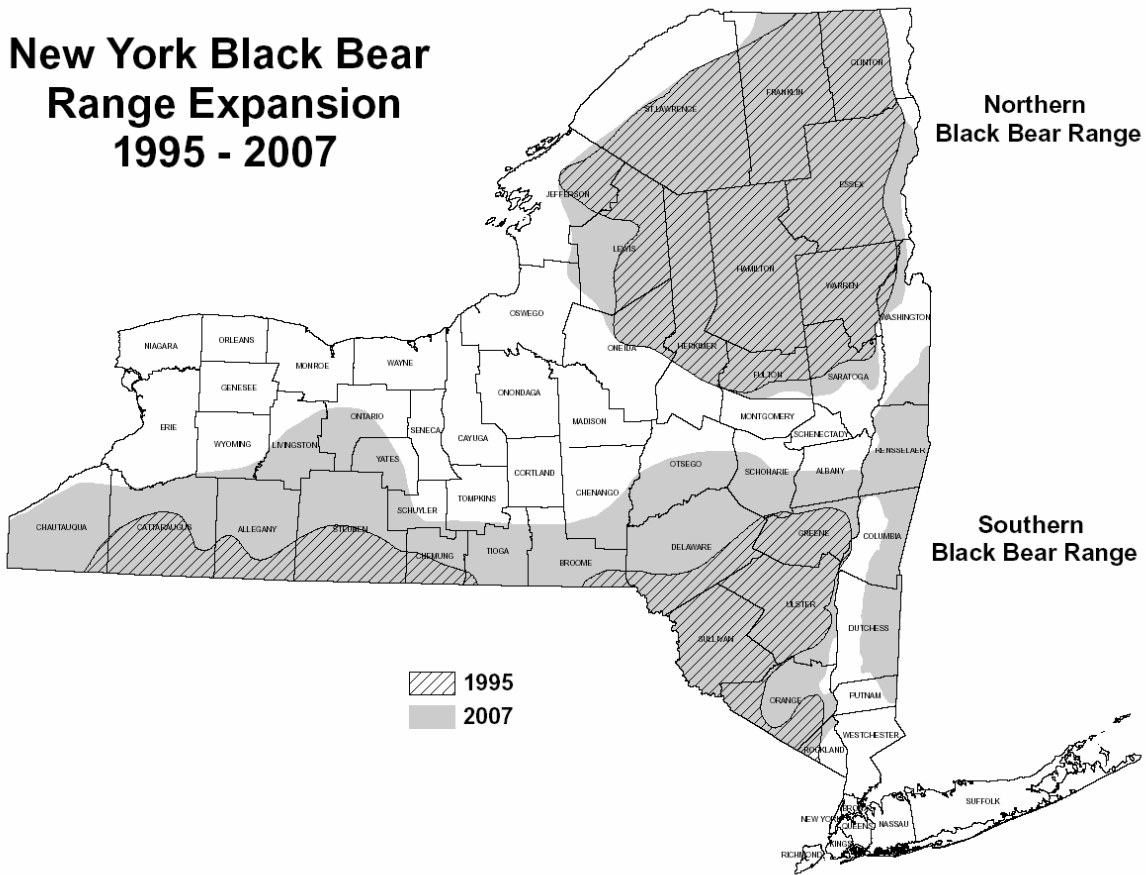 New York Black Bear
Range Expansion
1995 - 2007
Northern
Black Bear Range
CLINTON
FRANKLIN
ST.LAWRENCE
ESSEX
JEFFERSON
LEWIS
HAMILTON
WARREN
WASHINGTON
OSWEGO
ONEIDA
HERKIMER
FULTON
SARATOGA
NIAGARA
ORLEANS
MONROE
WAYNE
GENESEE
ONONDAGA
MONTGOMERY
SCHENECTADY
ERIE
WYOMING
LIVINGSTON
ONTARIO
SENECA
CAYUGA
MADISON
YATES
CORTLAND
OTSEGO
SCHOHARIE
ALBANY
RENSSELAER
CHENANGO
TOMPKINS
SCHUYLER
CHAUTAUQUA
CATTARAUGUS
ALLEGANY
STEUBEN
CHEMUNG
TIOGA
BROOME
DELAWARE
GREENE
COLUMBIA
Southern
Black Bear Range
ULSTER
SULLIVAN
DUTCHESS
ORANGE
PUTNAM
1995
2007
ROCKLAND
WESTCHESTER
SUFFOLK
NEW YORK
QUEENS
NASSAU
KINGS
RICHMOND